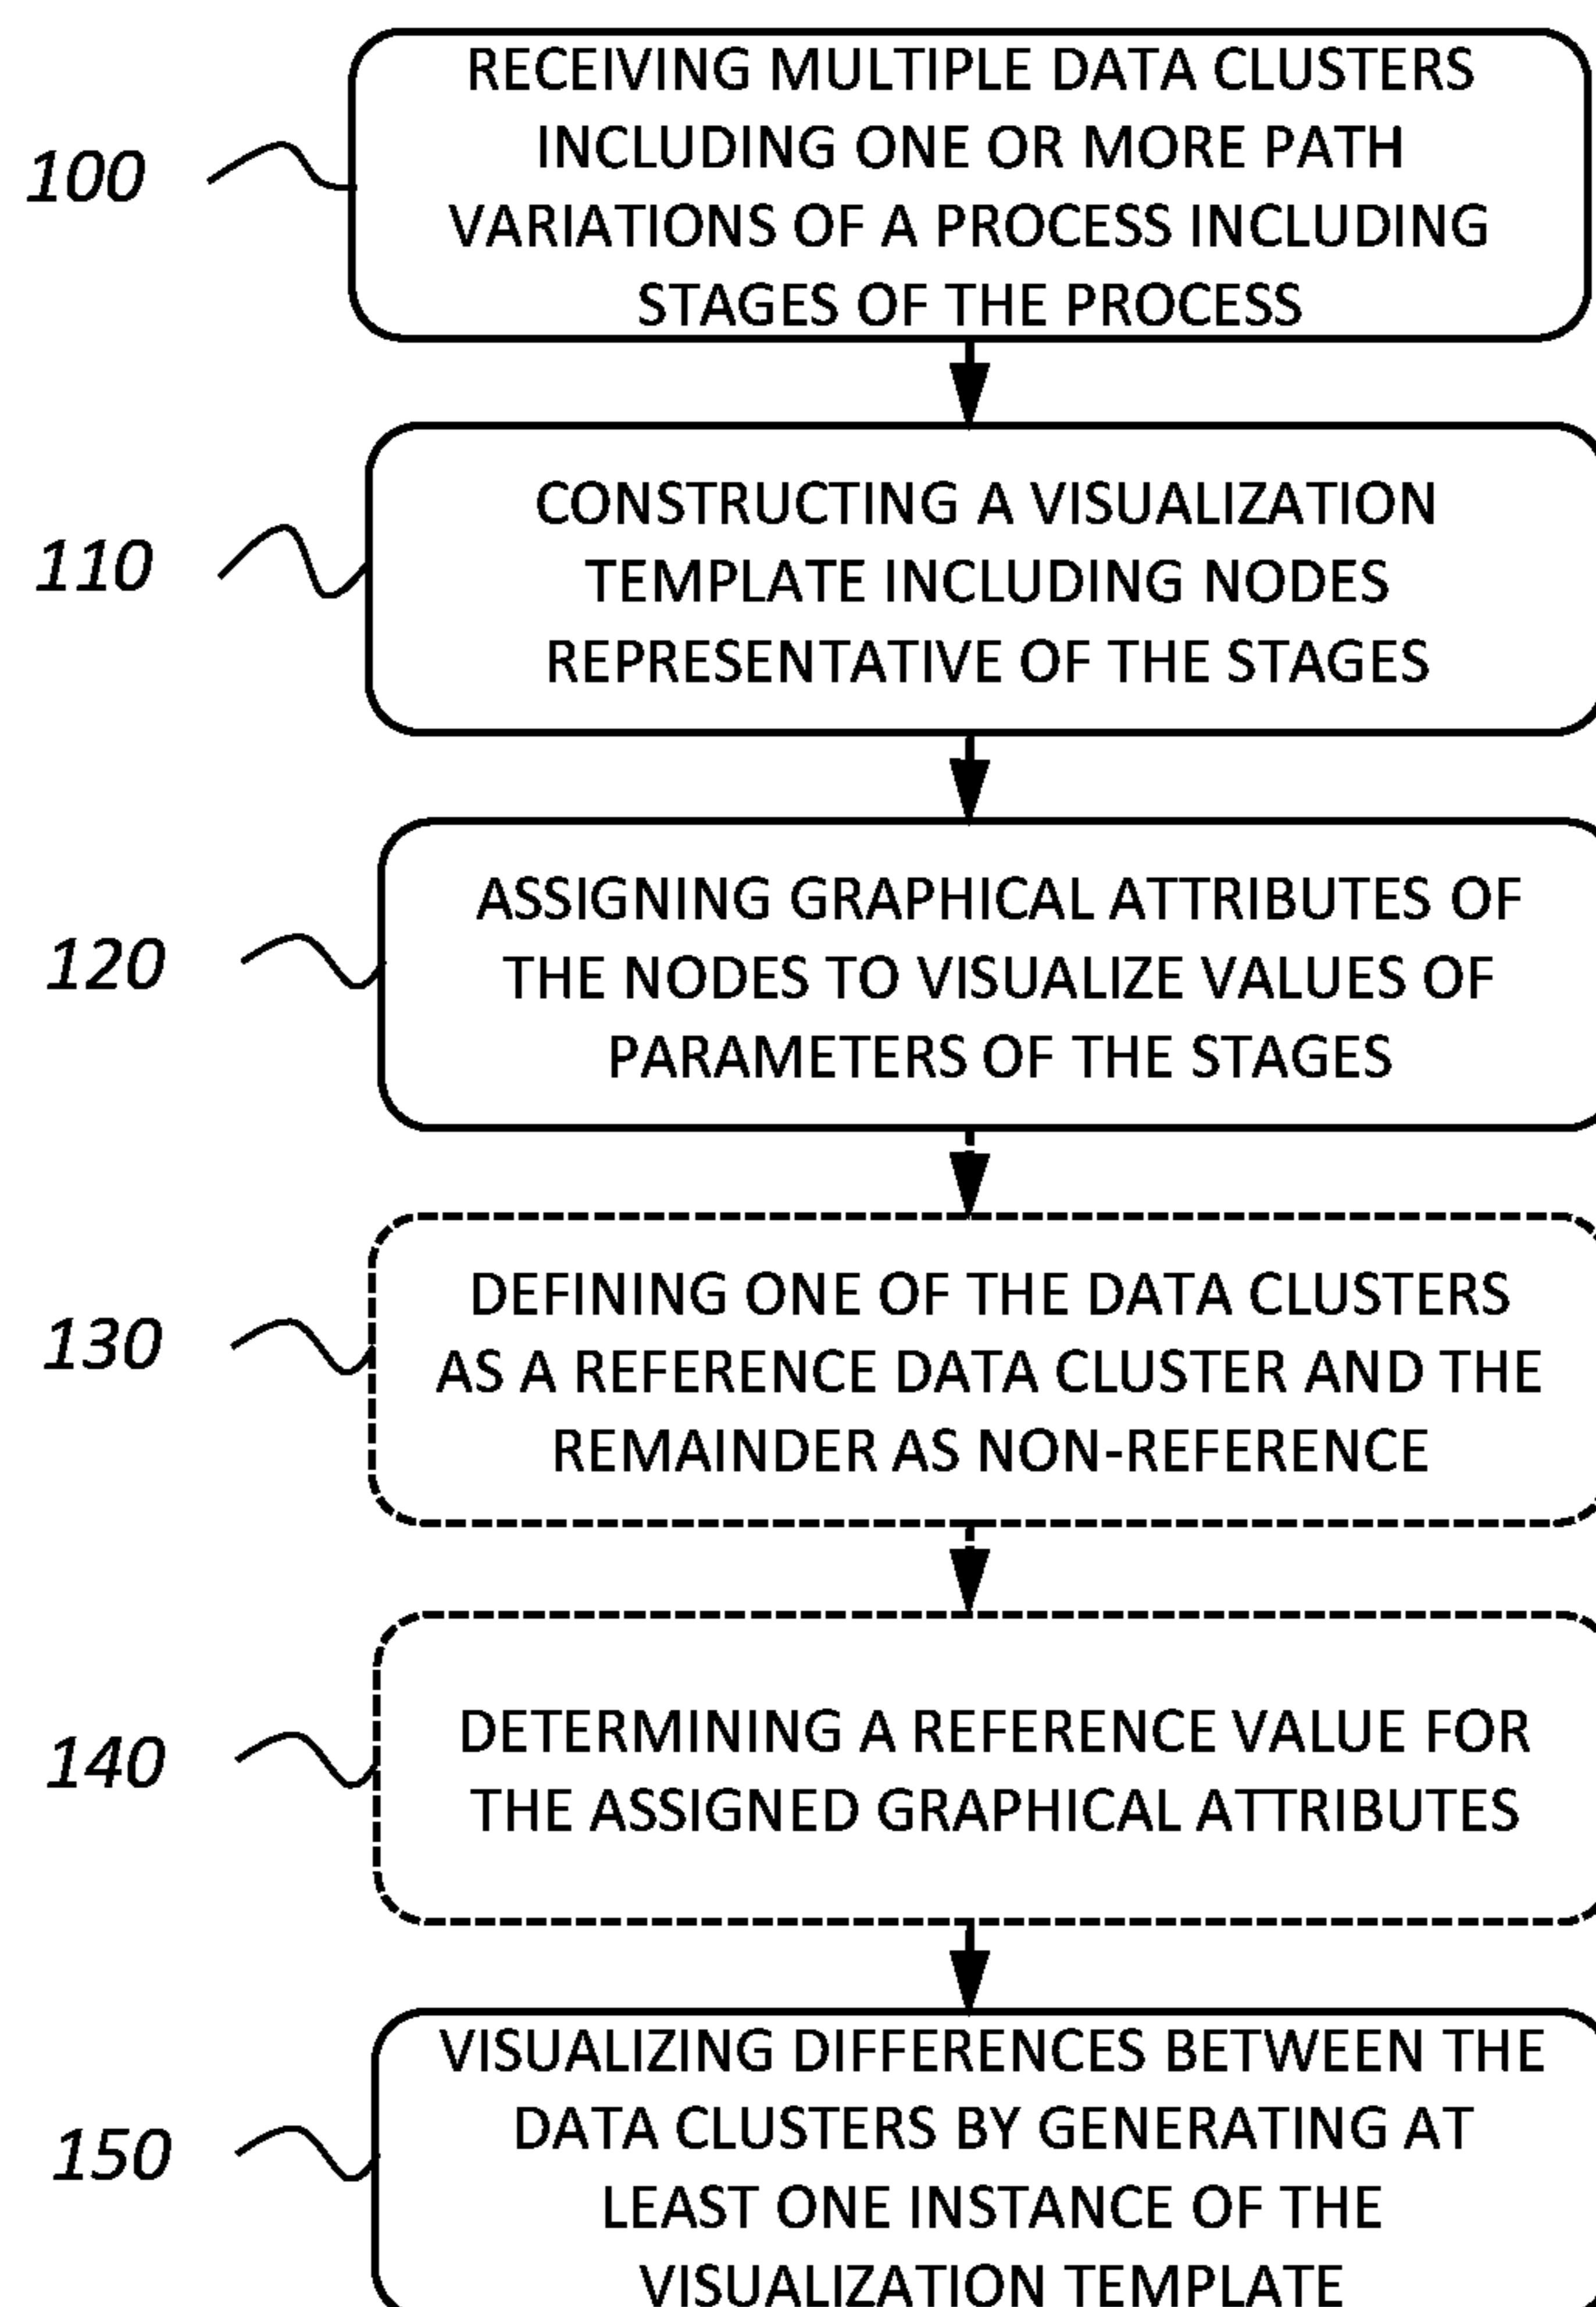 100
RECEIVING MULTIPLE DATA CLUSTERS
INCLUDING ONE OR MORE PATH
VARIATIONS OF A PROCESS INCLUDING
STAGES OF THE PROCESS
110
CONSTRUCTING A VISUALIZATION
TEMPLATE INCLUDING NODES
REPRESENTATIVE OF THE STAGES
120
ASSIGNING GRAPHICAL ATTRIBUTES OF
THE NODES TO VISUALIZE VALUES OF
PARAMETERS OF THE STAGES
130
DEFINING ONE OF THE DATA CLUSTERS
AS A REFERENCE DATA CLUSTER AND THE
REMAINDER AS NON-REFERENCE
140
DETERMINING A REFERENCE VALUE FOR
THE ASSIGNED GRAPHICAL ATTRIBUTES
150
VISUALIZING DIFFERENCES BETWEEN THE
DATA CLUSTERS BY GENERATING AT
LEAST ONE INSTANCE OF THE
VISUALIZATION TEMPLATE